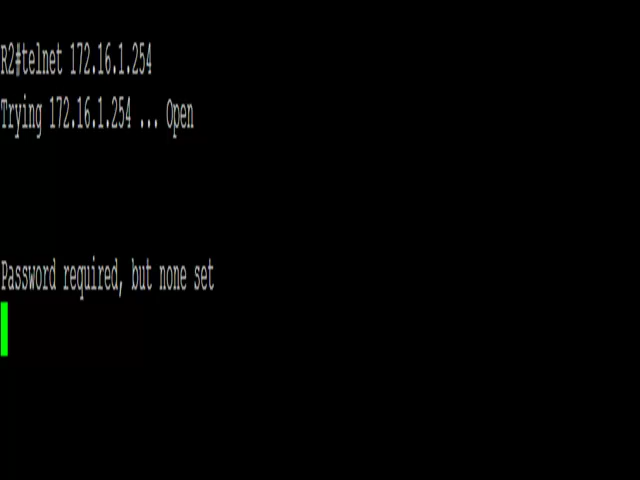 R2#telnet 172.16.1.254
Trying 172.16.1.254 ... Open
Password required, but none set